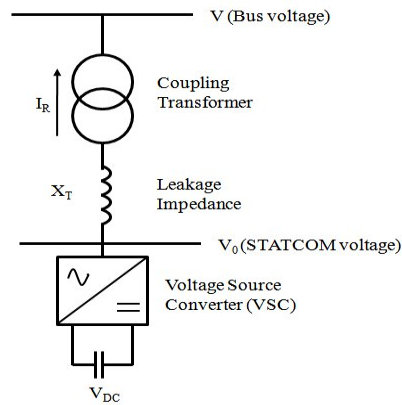 V (Bus voltage)
Coupling
Transformer
I_R
Leakage
Impedance
X_T
V_0 (STATCOM voltage)
Voltage Source
Converter (VSC)
V_DC